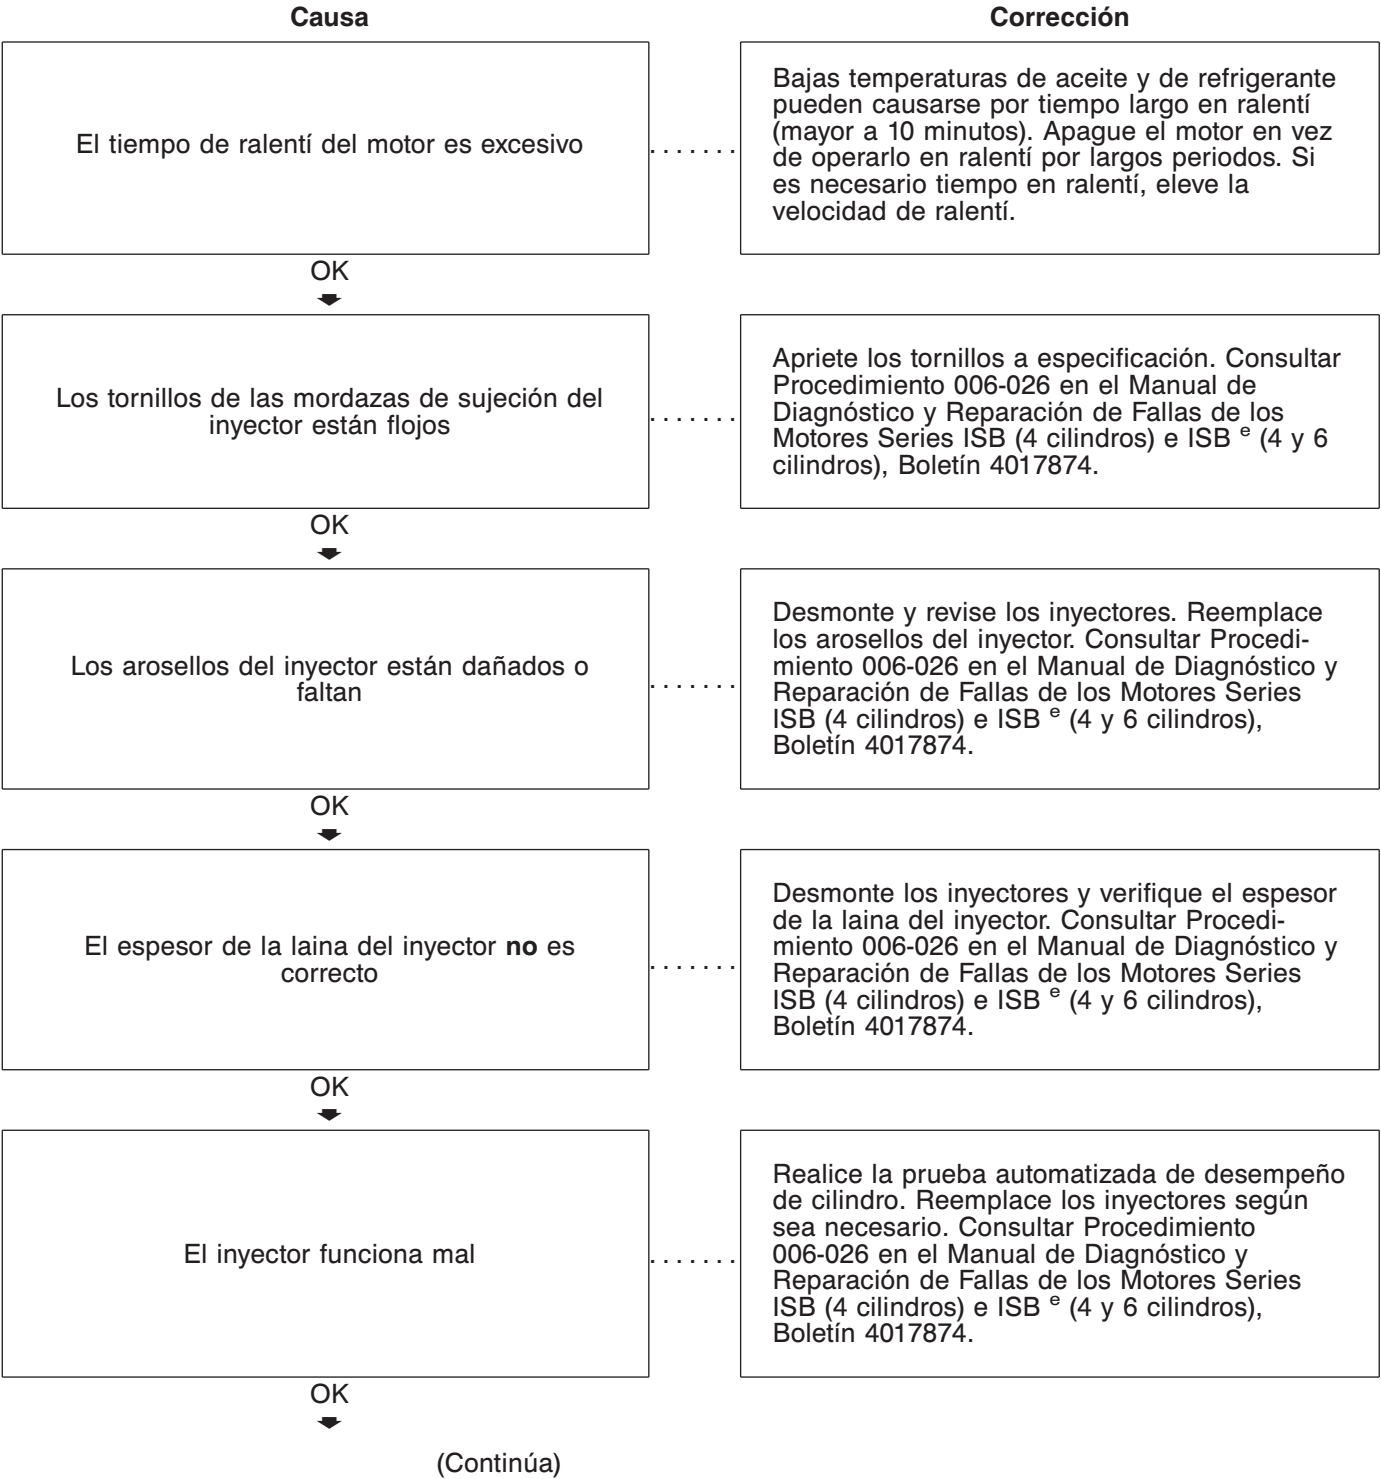 Causa
Corrección
El tiempo de ralentí del motor es excesivo
.......
Bajas temperaturas de aceite y de refrigerante
pueden causarse por tiempo largo en ralentí
(mayor a 10 minutos). Apague el motor en vez
de operarlo en ralentí por largos periodos. Si
es necesario tiempo en ralentí, eleve la
velocidad de ralentí.
OK
Los tornillos de las mordazas de sujeción del
inyector están flojos
.......
Apriete los tornillos a especificación. Consultar
Procedimiento 006-026 en el Manual de
Diagnóstico y Reparación de Fallas de los
Motores Series ISB (4 cilindros) e ISB e (4 y 6
cilindros), Boletín 4017874.
OK
Los arosellos del inyector están dañados o
faltan
.......
Desmonte y revise los inyectores. Reemplace
los arosellos del inyector. Consultar Procedi-
miento 006-026 en el Manual de Diagnóstico y
Reparación de Fallas de los Motores Series
ISB (4 cilindros) e ISB e (4 y 6 cilindros),
Boletín 4017874.
OK
El espesor de la laina del inyector no es
correcto
.......
Desmonte los inyectores y verifique el espesor
de la laina del inyector. Consultar Procedi-
miento 006-026 en el Manual de Diagnóstico y
Reparación de Fallas de los Motores Series
ISB (4 cilindros) e ISB e (4 y 6 cilindros),
Boletín 4017874.
OK
El inyector funciona mal
.......
Realice la prueba automatizada de desempeño
de cilindro. Reemplace los inyectores según
sea necesario. Consultar Procedimiento
006-026 en el Manual de Diagnóstico y
Reparación de Fallas de los Motores Series
ISB (4 cilindros) e ISB e (4 y 6 cilindros),
Boletín 4017874.
OK
(Continúa)